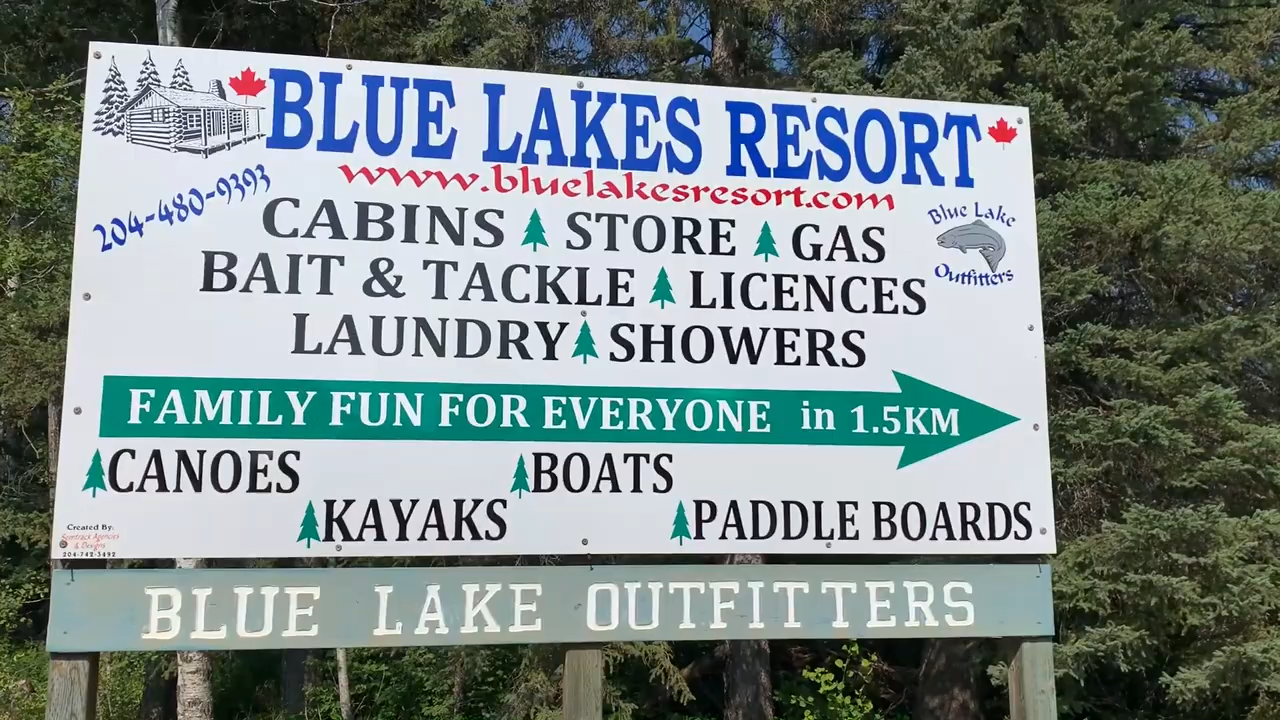 BLUE LAKES RESORT
www.bluelakesresort.com
204-480-9393
CABINS STORE GAS
Blue Lake
Outfitters
BAIT & TACKLE LICENCES
LAUNDRY SHOWERS
FAMILY FUN FOR EVERYONE in 1.5KM
CANOES BOATS
KAYAKS PADDLE BOARDS
Created By:
Semtrack Agencies
& Designs
204-742-3492
BLUE LAKE OUTFITTERS